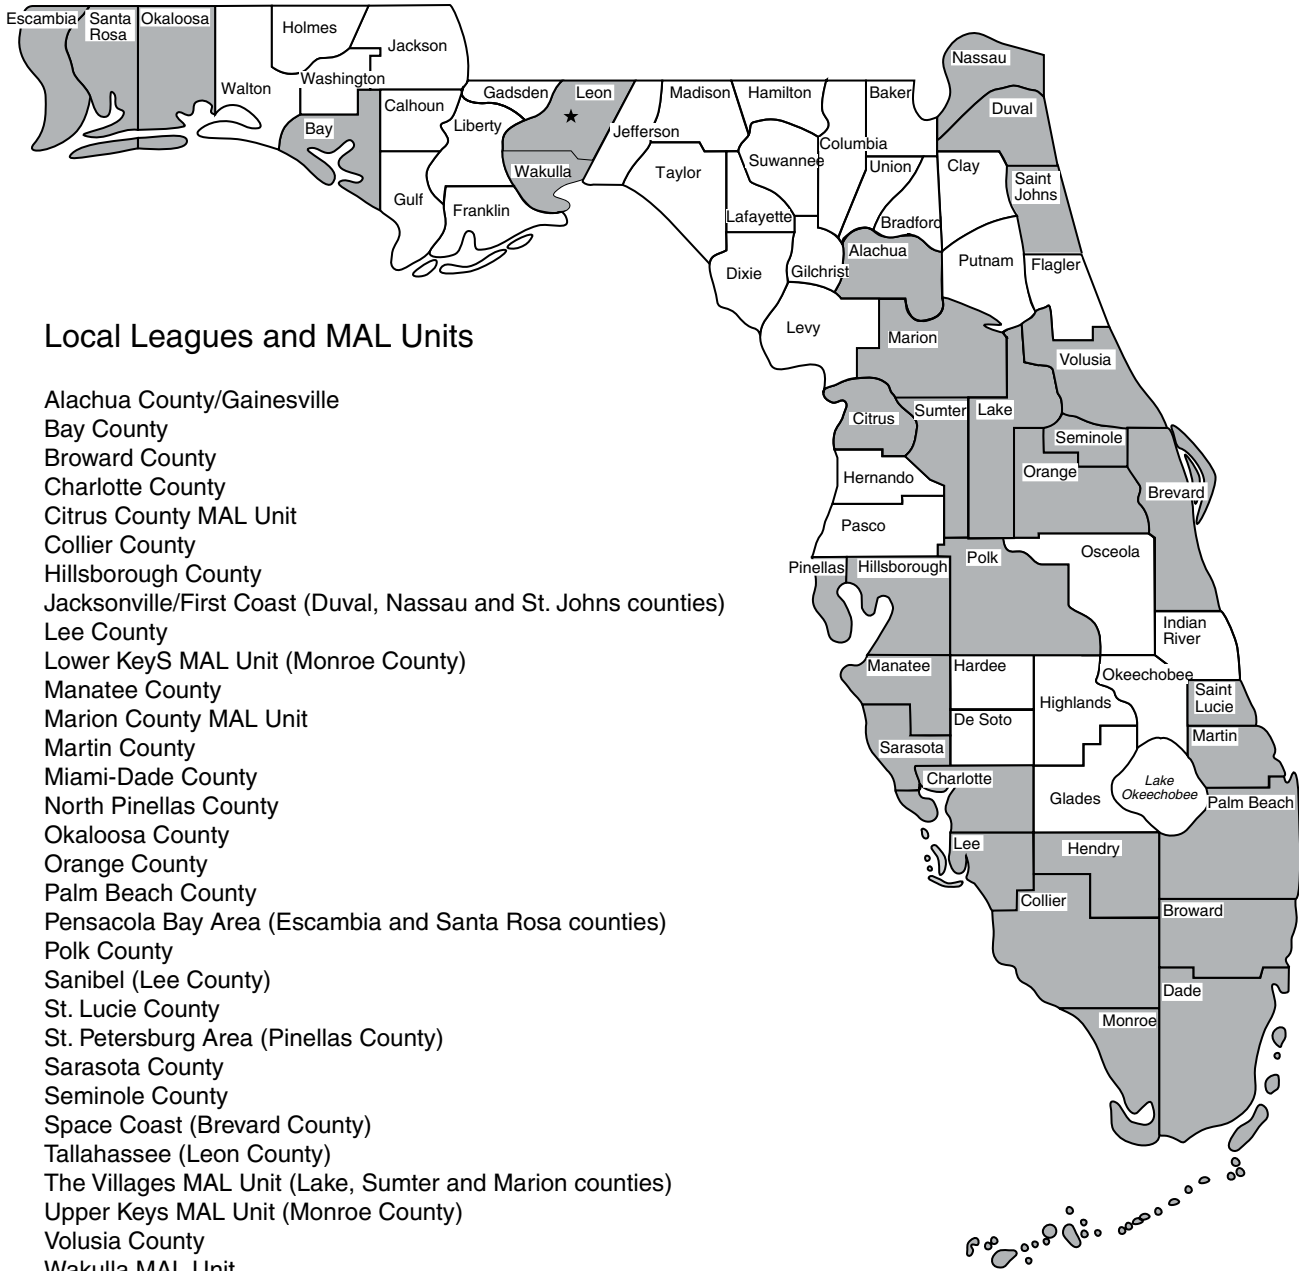 Escambia
Santa
Rosa
Okaloosa
Holmes
Jackson
Washington
Walton
Bay
Calhoun
Gadsden
Leon
Liberty
Wakulla
Gulf
Franklin
Jefferson
Madison
Hamilton
Taylor
Suwannee
Columbia
Baker
Nassau
Duval
Union
Clay
Saint
Johns
Lafayette
Bradford
Alachua
Putnam
Flagler
Dixie
Gilchrist
Levy
Marion
Volusia
Citrus
Sumter
Lake
Seminole
Orange
Hernando
Brevard
Pasco
Osceola
Pinellas
Hillsborough
Polk
Indian
River
Manatee
Hardee
Okeechobee
Highlands
Saint
Lucie
De Soto
Sarasota
Martin
Charlotte
Glades
Lake
Okeechobee
Palm Beach
Lee
Hendry
Collier
Broward
Dade
Monroe
Local Leagues and MAL Units
Alachua County/Gainesville
Bay County
Broward County
Charlotte County
Citrus County MAL Unit
Collier County
Hillsborough County
Jacksonville/First Coast (Duval, Nassau and St. Johns counties)
Lee County
Lower KeyS MAL Unit (Monroe County)
Manatee County
Marion County MAL Unit
Martin County
Miami-Dade County
North Pinellas County
Okaloosa County
Orange County
Palm Beach County
Pensacola Bay Area (Escambia and Santa Rosa counties)
Polk County
Sanibel (Lee County)
St. Lucie County
St. Petersburg Area (Pinellas County)
Sarasota County
Seminole County
Space Coast (Brevard County)
Tallahassee (Leon County)
The Villages MAL Unit (Lake, Sumter and Marion counties)
Upper Keys MAL Unit (Monroe County)
Volusia County
Wakulla MAL Unit